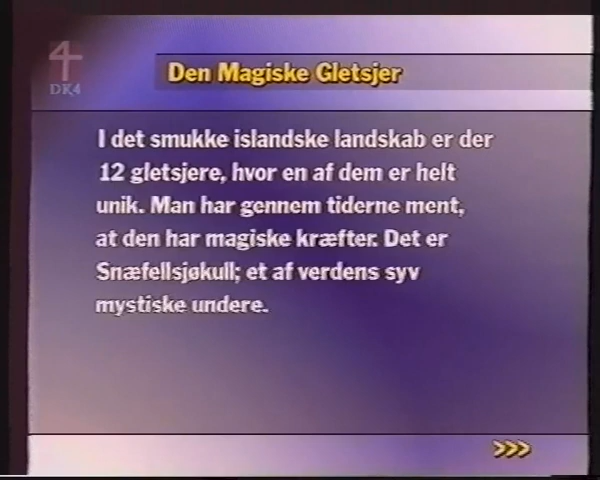 4
DK4
Den Magiske Gletsjer
I det smukke islandske landskab er der
12 gletsjere, hvor en af dem er helt
unik. Man har gennem tiderne ment,
at den har magiske kræfter. Det er
Snæfellsjøkull; et af verdens syv
mystiske undere.
>>>